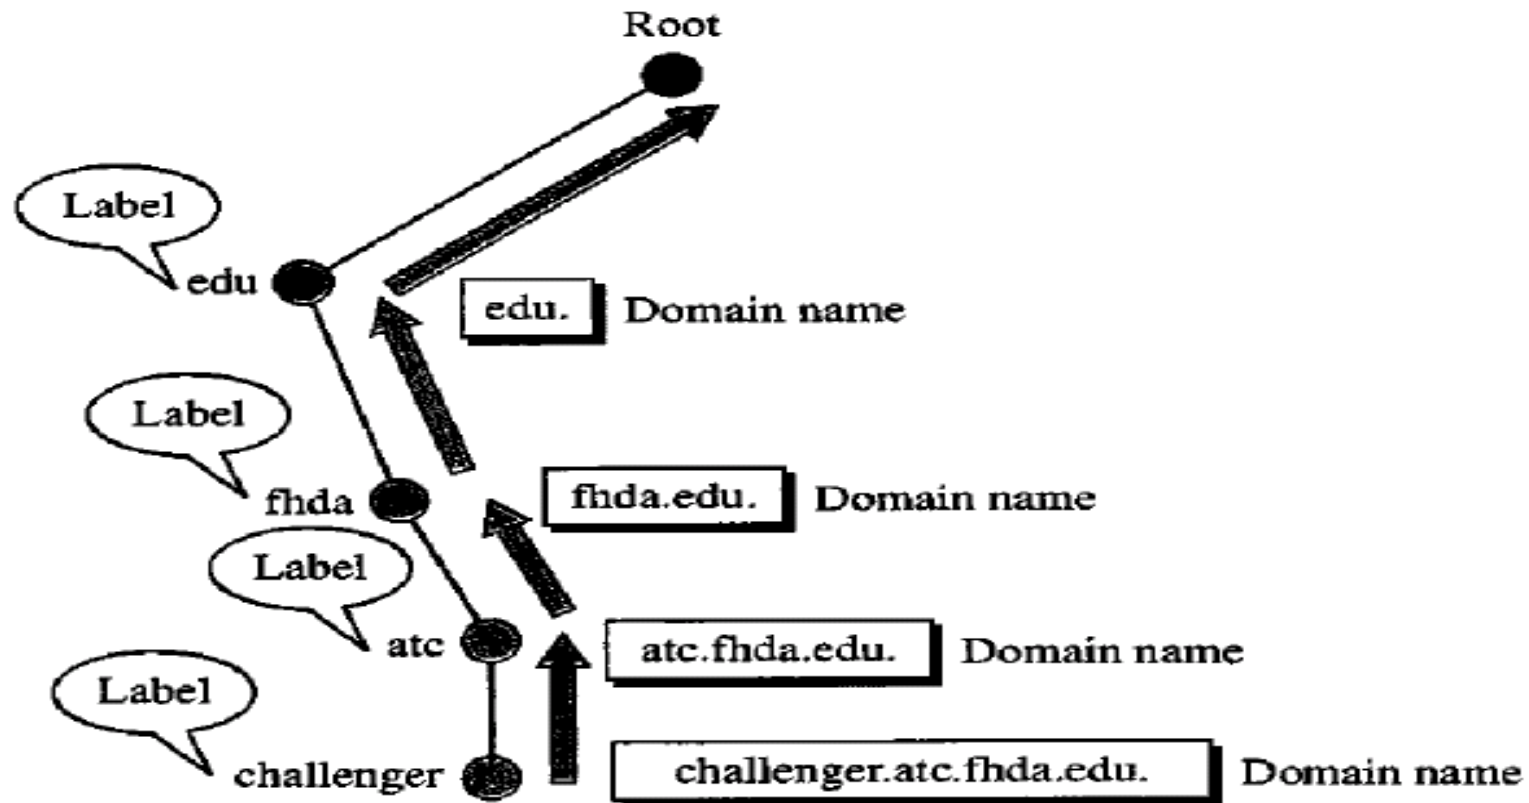 Root
Label
edu
edu. Domain name
Label
fhda
fhda.edu. Domain name
Label
atc
atc.fhda.edu. Domain name
Label
challenger
challenger.atc.fhda.edu. Domain name